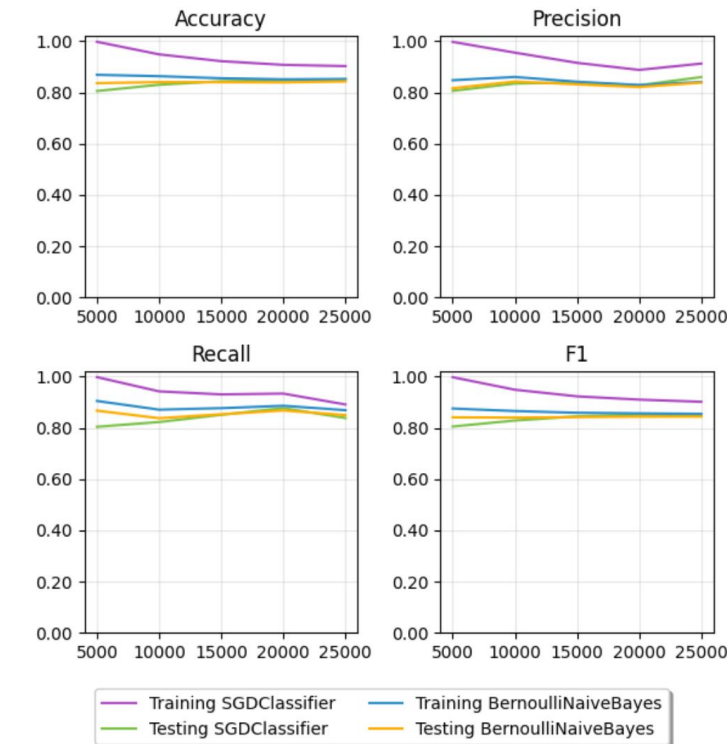 Accuracy
1.00
0.80
0.60
0.40
0.20
0.00
5000 10000 15000 20000 25000
Precision
1.00
0.80
0.60
0.40
0.20
0.00
5000 10000 15000 20000 25000
Recall
1.00
0.80
0.60
0.40
0.20
0.00
5000 10000 15000 20000 25000
F1
1.00
0.80
0.60
0.40
0.20
0.00
5000 10000 15000 20000 25000
Training SGDClassifier
Testing SGDClassifier
Training BernoulliNaiveBayes
Testing BernoulliNaiveBayes